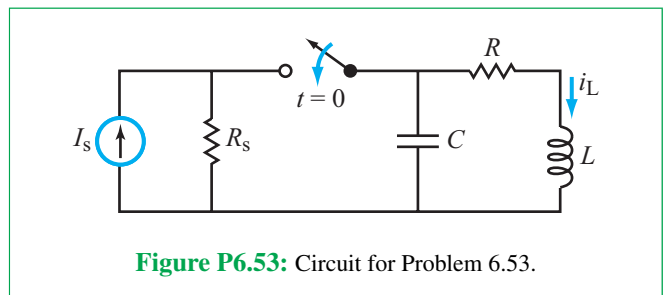 R
t = 0
iL
Is
Rs
C
L
Figure P6.53: Circuit for Problem 6.53.